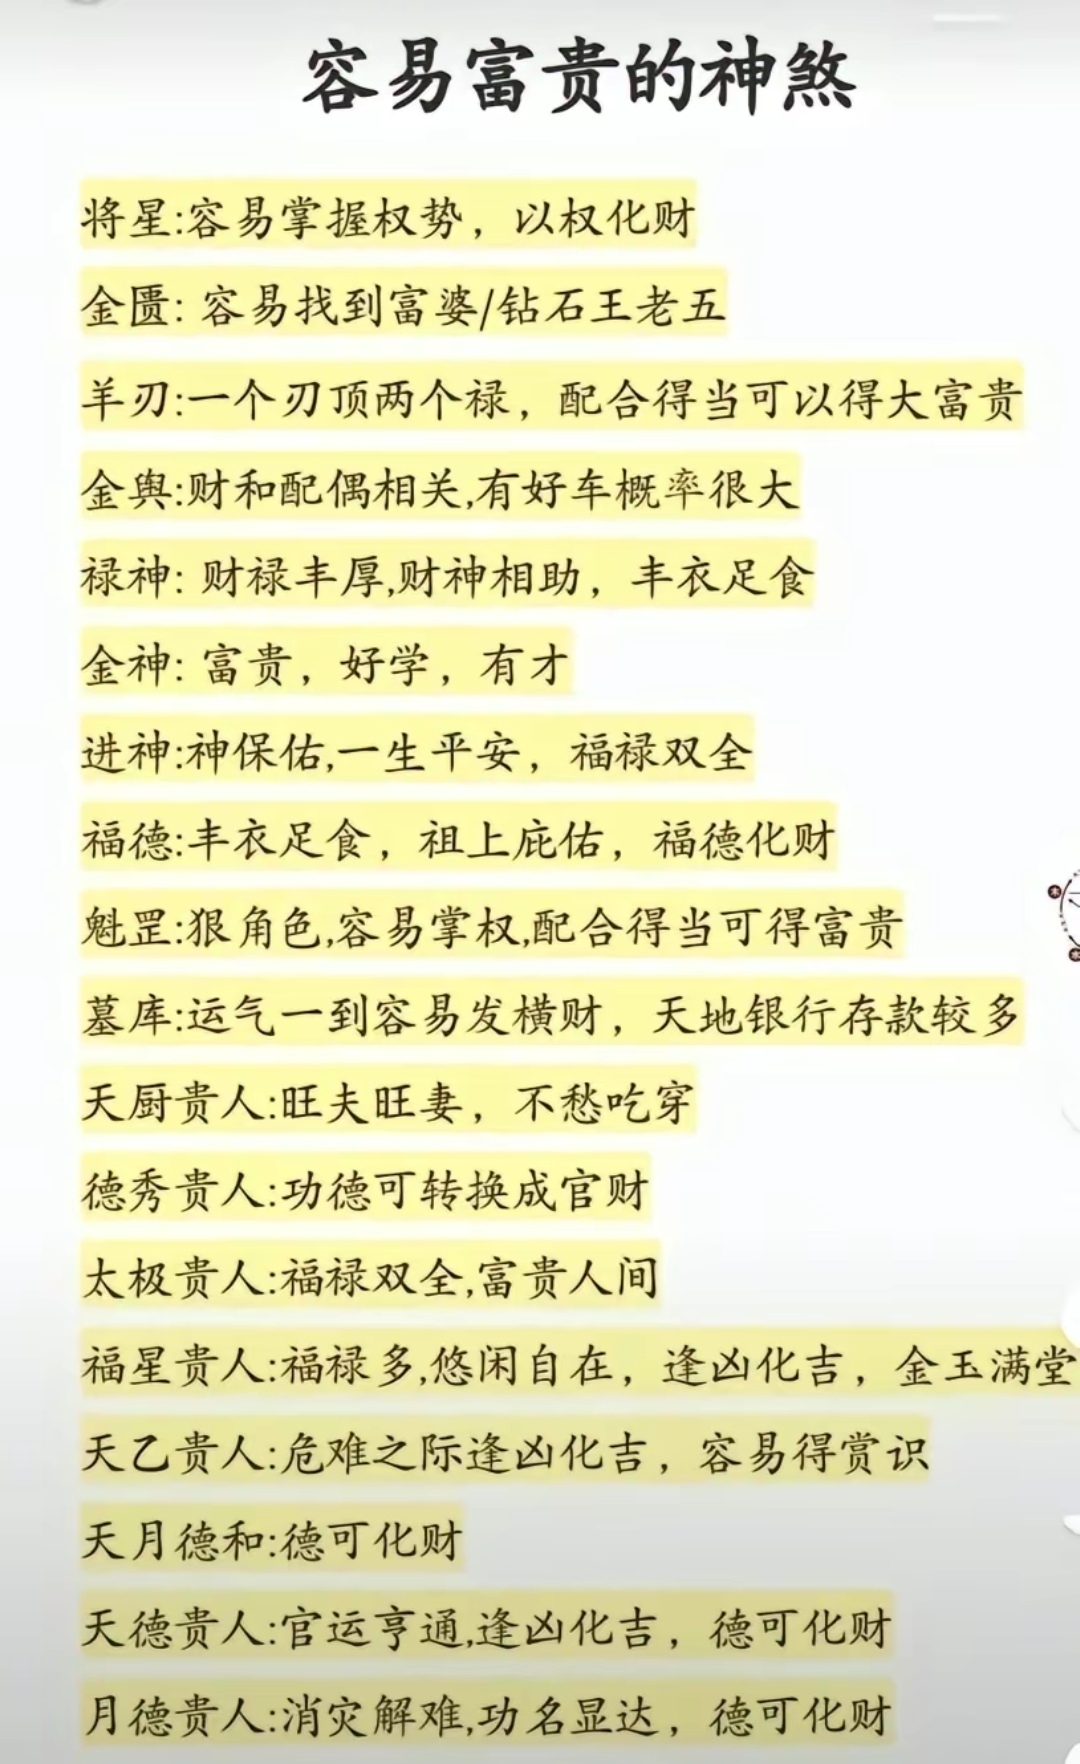 容易富贵的神煞
将星:容易掌握权势，以权化财
金匮: 容易找到富婆/钻石王老五
羊刃:一个刃顶两个禄，配合得当可以得大富贵
金舆:财和配偶相关,有好车概率很大
禄神: 财禄丰厚,财神相助，丰衣足食
金神: 富贵，好学，有才
进神:神保佑,一生平安，福禄双全
福德:丰衣足食，祖上庇佑，福德化财
魁罡:狠角色,容易掌权,配合得当可得富贵
墓库:运气一到容易发横财，天地银行存款较多
天厨贵人:旺夫旺妻，不愁吃穿
德秀贵人:功德可转换成官财
太极贵人:福禄双全,富贵人间
福星贵人:福禄多,悠闲自在，逢凶化吉，金玉满堂
天乙贵人:危难之际逢凶化吉，容易得赏识
天月德和:德可化财
天德贵人:官运亨通,逢凶化吉，德可化财
月德贵人:消灾解难,功名显达，德可化财